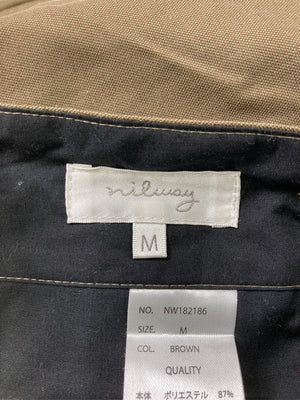 nilway
M
NO. NW182186
SIZE. M
COL. BROWN
QUALITY
本体 ポリエステル 87%